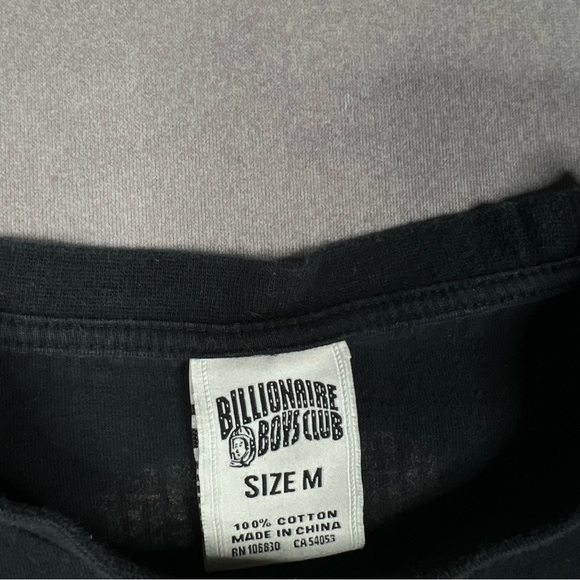 BILLIONAIRE
BOYS CLUB
SIZE M
100% COTTON
MADE IN CHINA
RN 106830 CA 54053